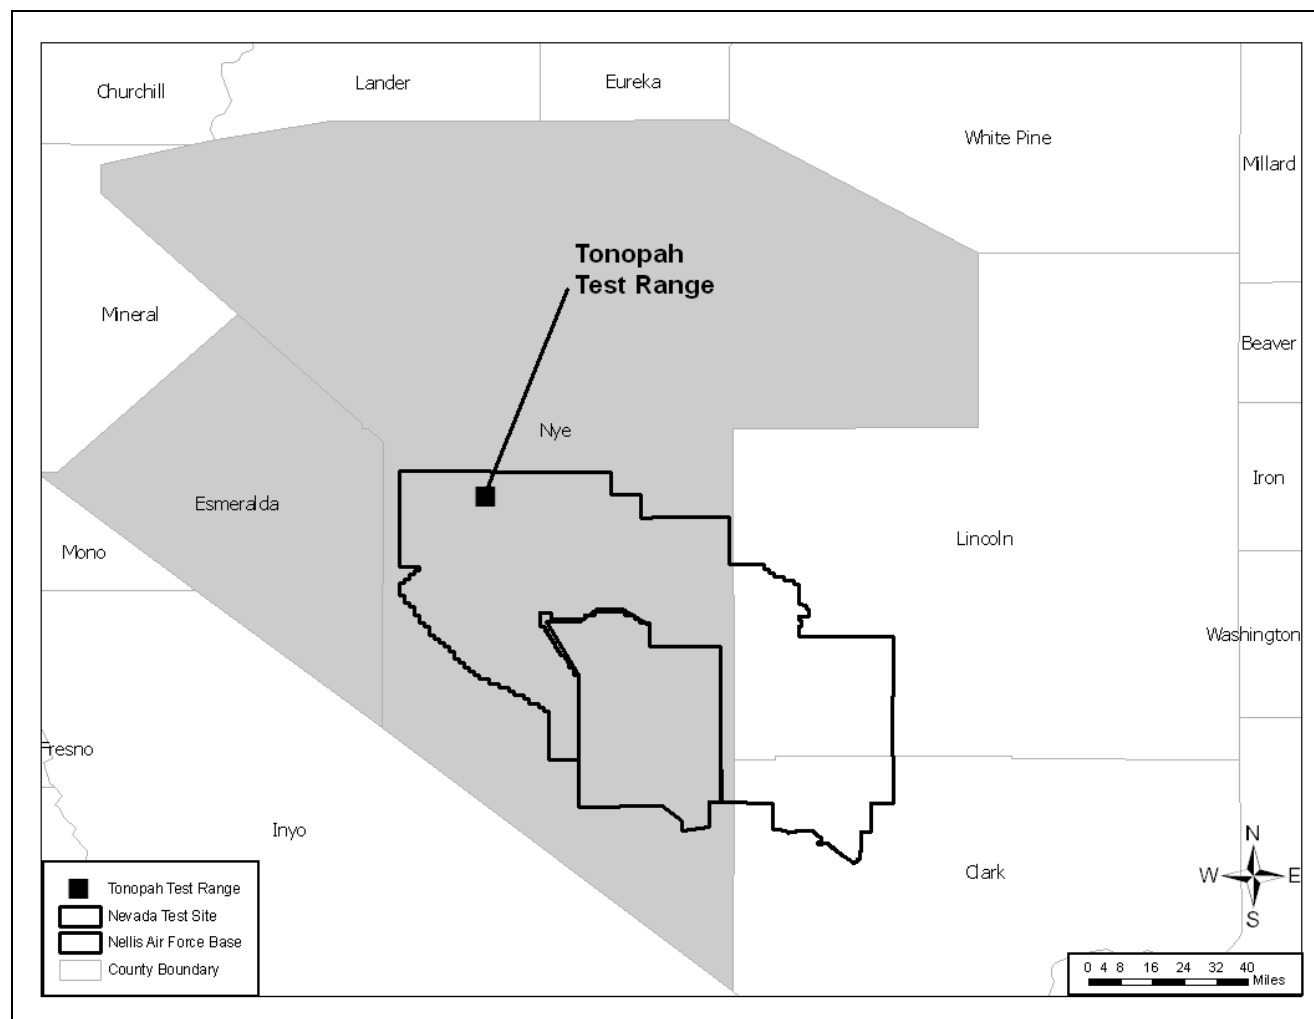 Churchill
Lander
Eureka
White Pine
Millard
Tonopah
Test Range
Mineral
Beaver
Nye
Esmeralda
Iron
Mono
Lincoln
Washington
Fresno
Inyo
Clark
N
W
E
S
Tonopah Test Range
Nevada Test Site
Nellis Air Force Base
County Boundary
0 4 8 16 24 32 40
Miles